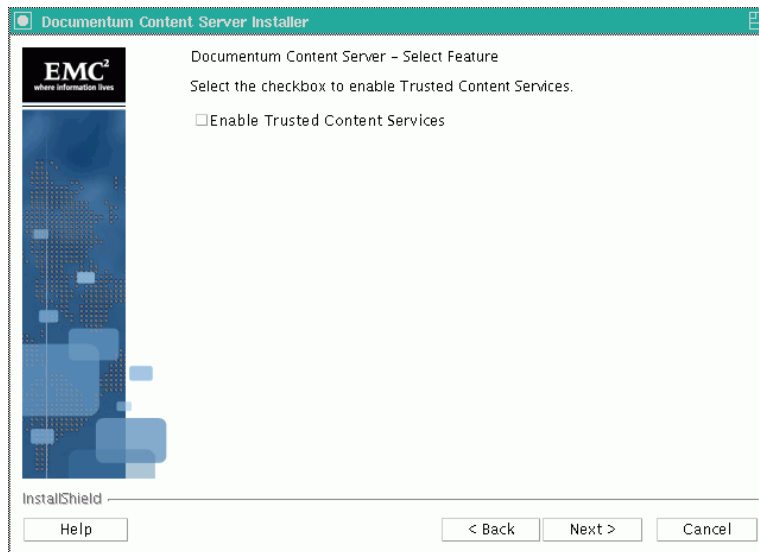 Documentum Content Server Installer
EMC²
where information lives
Documentum Content Server – Select Feature
Select the checkbox to enable Trusted Content Services.
Enable Trusted Content Services
InstallShield
Help
< Back
Next >
Cancel